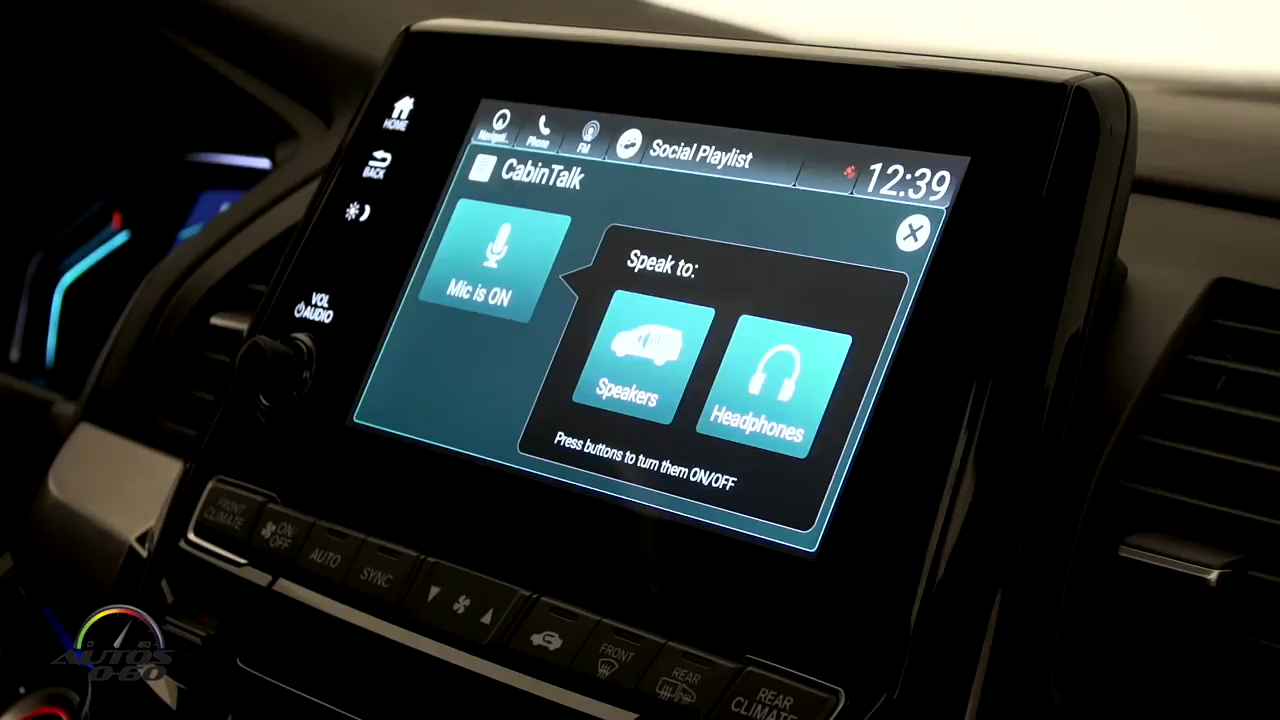 HOME
BACK
VOL
AUDIO
Navigat...
Phone
FM
Social Playlist
12:39
CabinTalk
Mic is ON
Speak to:
Speakers
Headphones
Press buttons to turn them ON/OFF
FRONT
CLIMATE
ON/
OFF
AUTO
SYNC
FRONT
REAR
REAR
CLIMATE
AUTOS
0-60